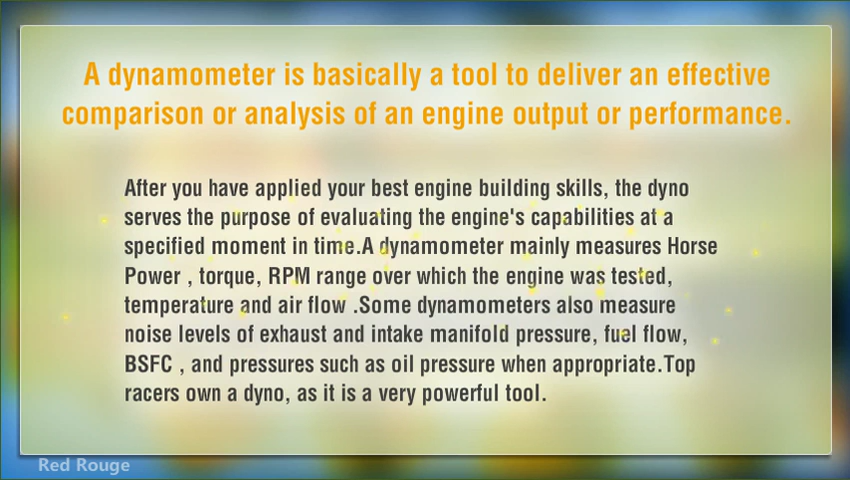 A dynamometer is basically a tool to deliver an effective
comparison or analysis of an engine output or performance.
After you have applied your best engine building skills, the dyno
serves the purpose of evaluating the engine's capabilities at a
specified moment in time.A dynamometer mainly measures Horse
Power , torque, RPM range over which the engine was tested,
temperature and air flow .Some dynamometers also measure
noise levels of exhaust and intake manifold pressure, fuel flow,
BSFC , and pressures such as oil pressure when appropriate.Top
racers own a dyno, as it is a very powerful tool.
Red Rouge